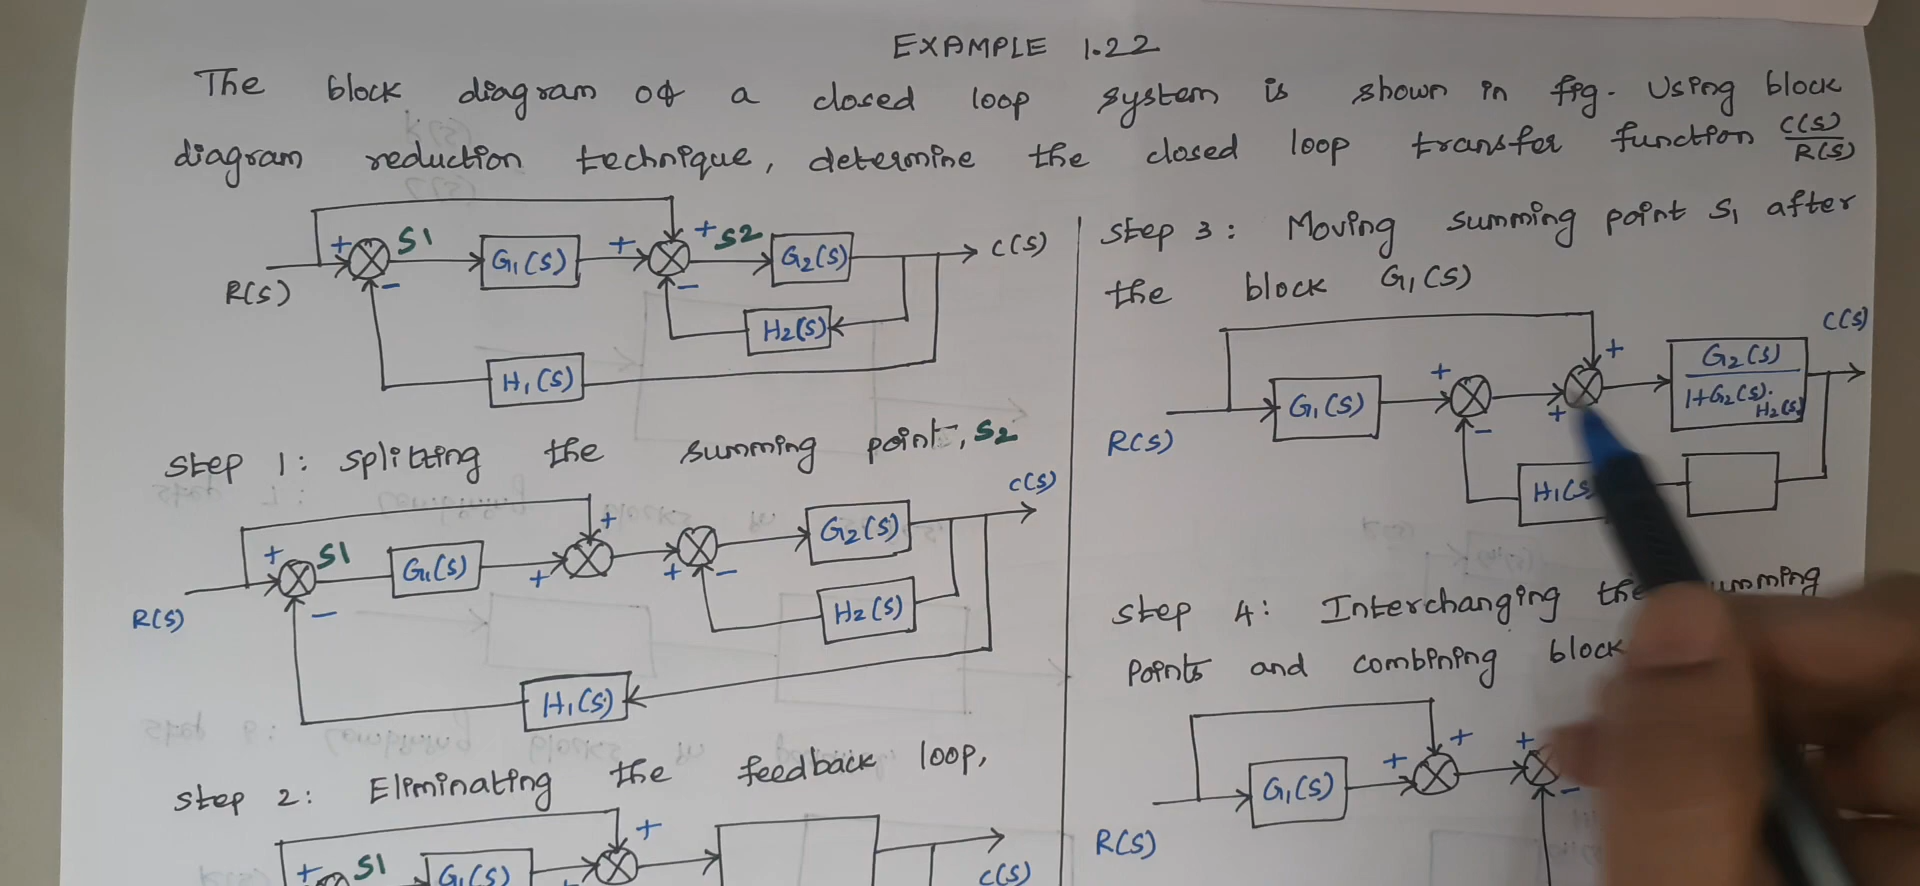 EXAMPLE 1.22
The block diagram of a closed loop system is shown in fig. Using block
diagram reduction technique, determine the closed loop transfer function C(S)/R(S)
+ S1 G1(S) + + S2 G2(S) C(S)
R(S) - -
H2(S)
H1(S)
Step 1: Splitting the summing point, S2
C(S)
+ S1 G1(S) + + + - G2(S)
R(S) - H2(S)
H1(S)
Step 2: Eliminating the feedback loop,
+ S1 G1(S) + C(S)
Step 3: Moving summing point S1 after
the block G1(S)
C(S)
+ + G2(S)
G1(S) + 1+G2(S).H2(S)
R(S) -
H1(S
Step 4: Interchanging the
Points and combining block
+ + +
G1(S) -
R(S)